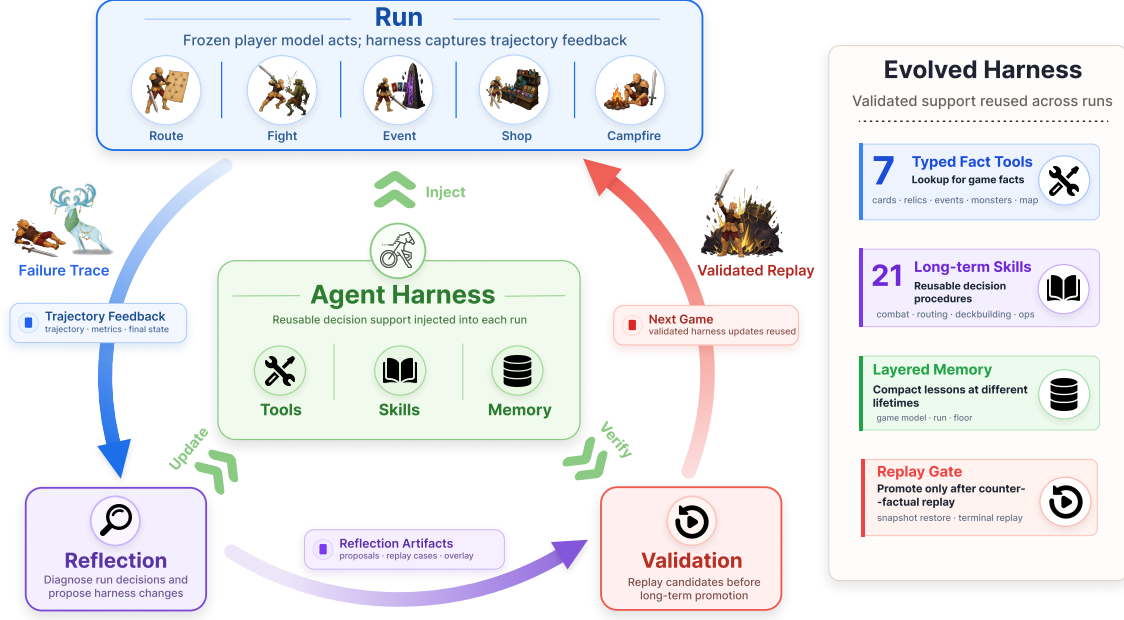 Run
Frozen player model acts; harness captures trajectory feedback
Route
Fight
Event
Shop
Campfire
Inject
Failure Trace
Validated Replay
Trajectory Feedback
trajectory · metrics · final state
Agent Harness
Reusable decision support injected into each run
Tools
Skills
Memory
Next Game
validated harness updates reused
Update
Verify
Reflection
Diagnose run decisions and
propose harness changes
Reflection Artifacts
proposals · replay cases · overlay
Validation
Replay candidates before
long-term promotion
Evolved Harness
Validated support reused across runs
7
Typed Fact Tools
Lookup for game facts
cards · relics · events · monsters · map
21
Long-term Skills
Reusable decision
procedures
combat · routing · deckbuilding · ops
Layered Memory
Compact lessons at different
lifetimes
game model · run · floor
Replay Gate
Promote only after counter-
-factual replay
snapshot restore · terminal replay